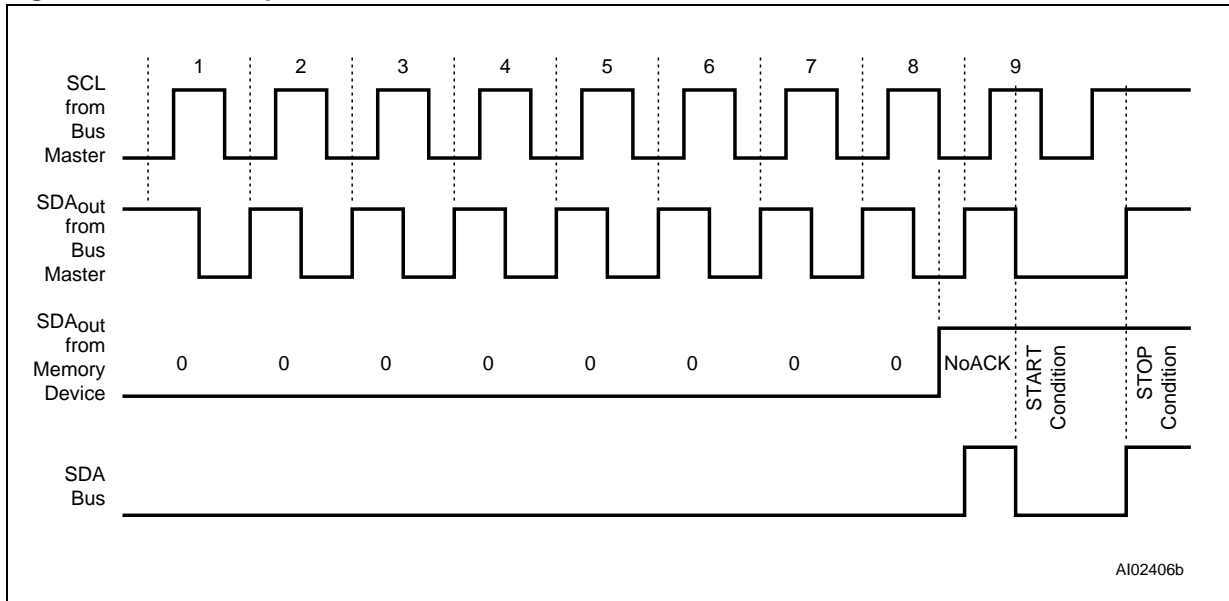 1 2 3 4 5 6 7 8 9
SCL
from
Bus
Master
SDAout
from
Bus
Master
SDAout
from
Memory
Device
0 0 0 0 0 0 0 0 NoACK
START
Condition
STOP
Condition
SDA
Bus
AI02406b